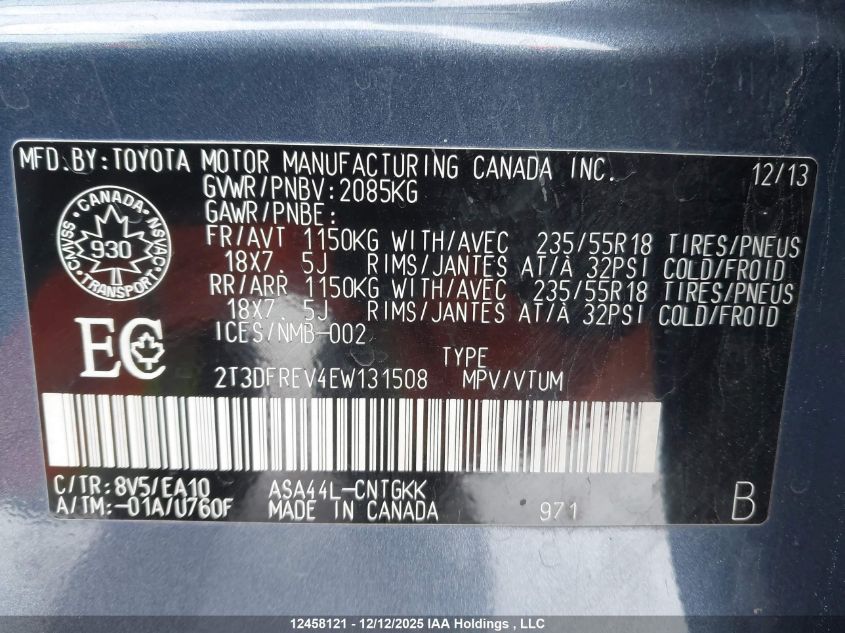 MFD.BY:TOYOTA MOTOR MANUFACTURING CANADA INC. 12/13
GVWR/PNBV:2085KG
GAWR/PNBE:
FR/AVT 1150KG WITH/AVEC 235/55R18 TIRES/PNEUS
18X7.5J RIMS/JANTES AT/À 32PSI COLD/FROID
RR/ARR 1150KG WITH/AVEC 235/55R18 TIRES/PNEUS
18X7.5J RIMS/JANTES AT/À 32PSI COLD/FROID
ICES/NMB-002
CANADA
CMVSS NSVAC
930
TRANSPORT
EC
TYPE
2T3DFREV4EW131508 MPV/VTUM
C/TR:8V5/EA10 ASA44L-CNTGKK
A/TM:-01A/U760F MADE IN CANADA 971 B
12458121 - 12/12/2025 IAA Holdings , LLC